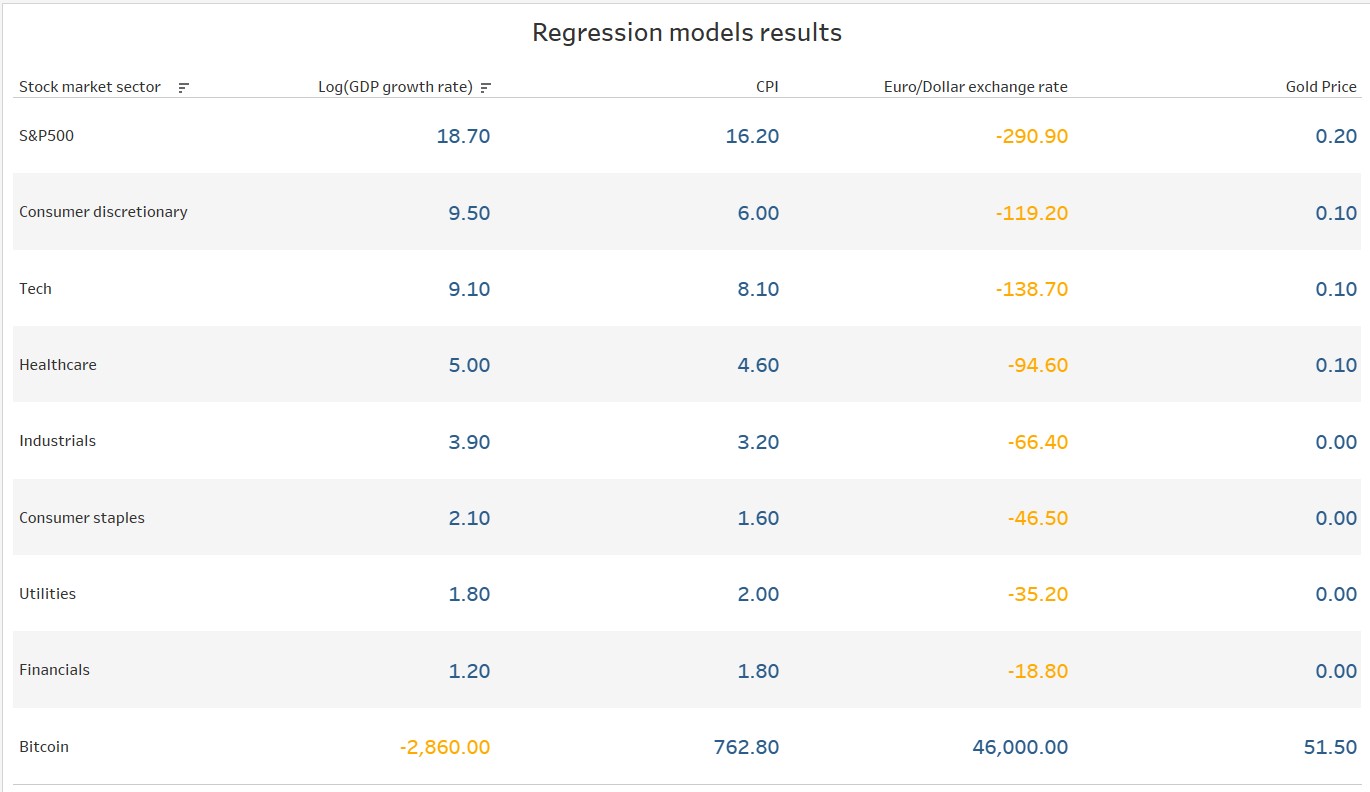 Regression models results
Stock market sector Log(GDP growth rate) CPI Euro/Dollar exchange rate Gold Price
S&P500 18.70 16.20 -290.90 0.20
Consumer discretionary 9.50 6.00 -119.20 0.10
Tech 9.10 8.10 -138.70 0.10
Healthcare 5.00 4.60 -94.60 0.10
Industrials 3.90 3.20 -66.40 0.00
Consumer staples 2.10 1.60 -46.50 0.00
Utilities 1.80 2.00 -35.20 0.00
Financials 1.20 1.80 -18.80 0.00
Bitcoin -2,860.00 762.80 46,000.00 51.50